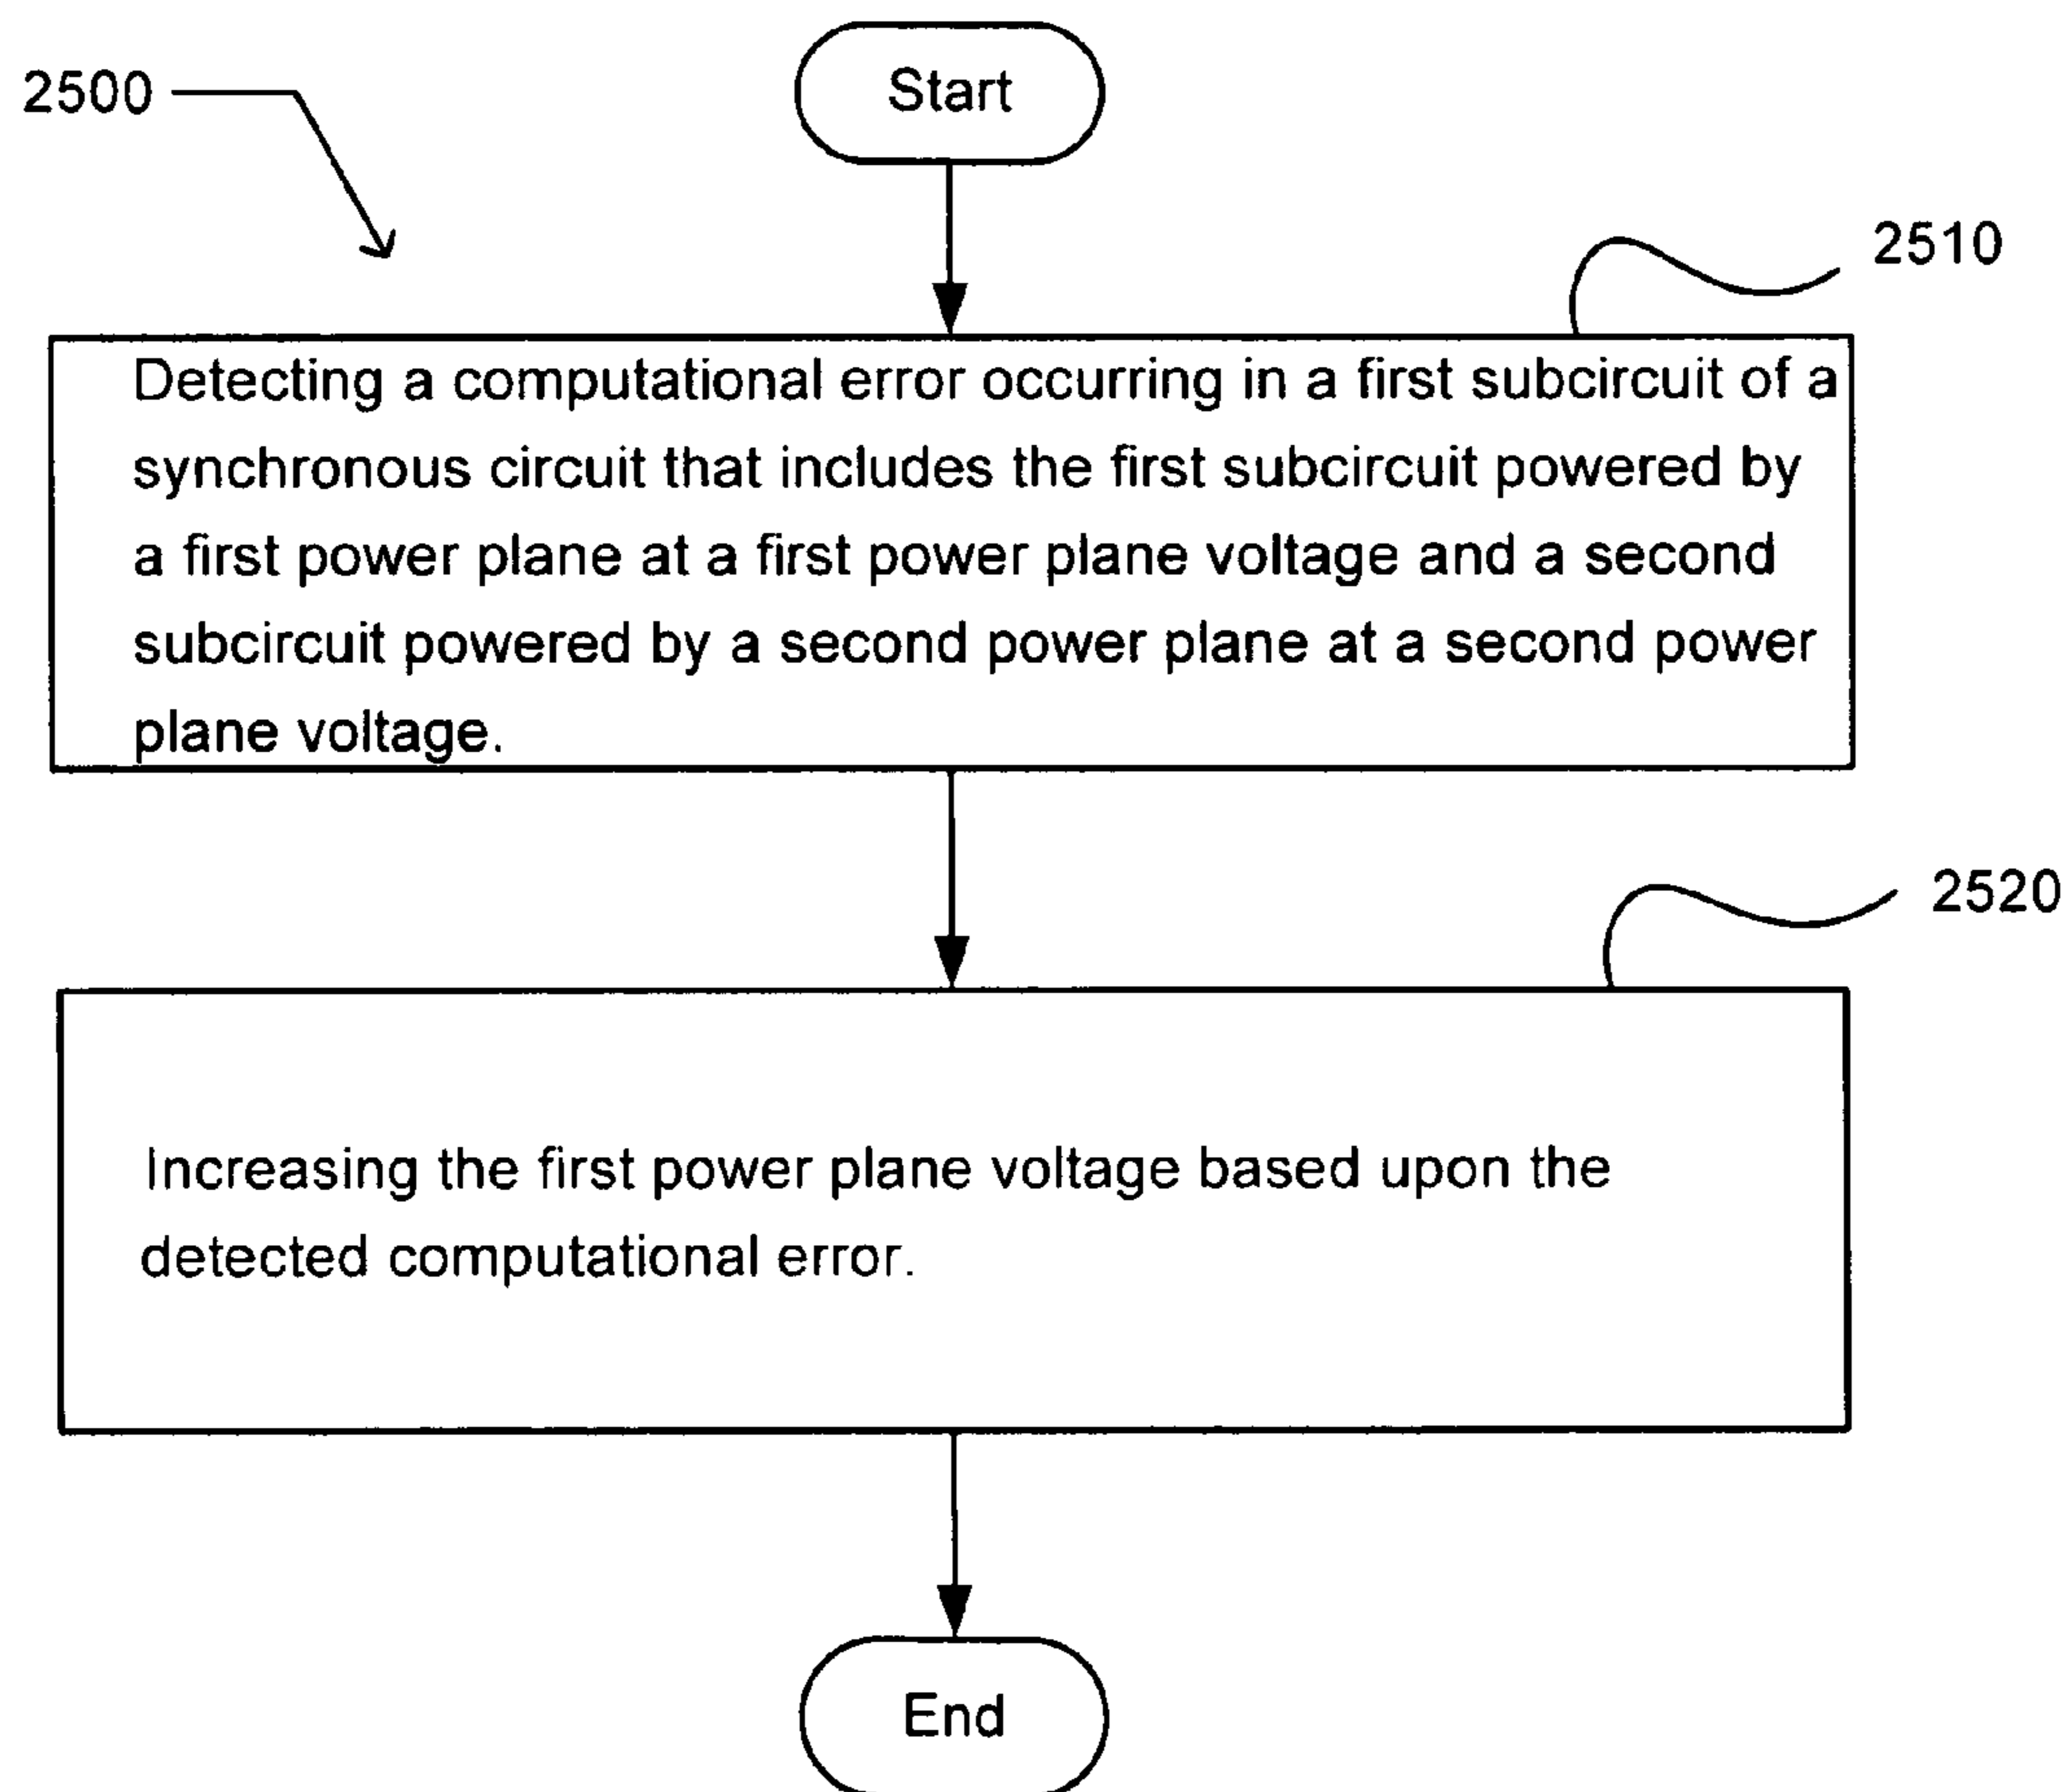 2500
Start
2510
Detecting a computational error occurring in a first subcircuit of a
synchronous circuit that includes the first subcircuit powered by
a first power plane at a first power plane voltage and a second
subcircuit powered by a second power plane at a second power
plane voltage.
2520
Increasing the first power plane voltage based upon the
detected computational error.
End